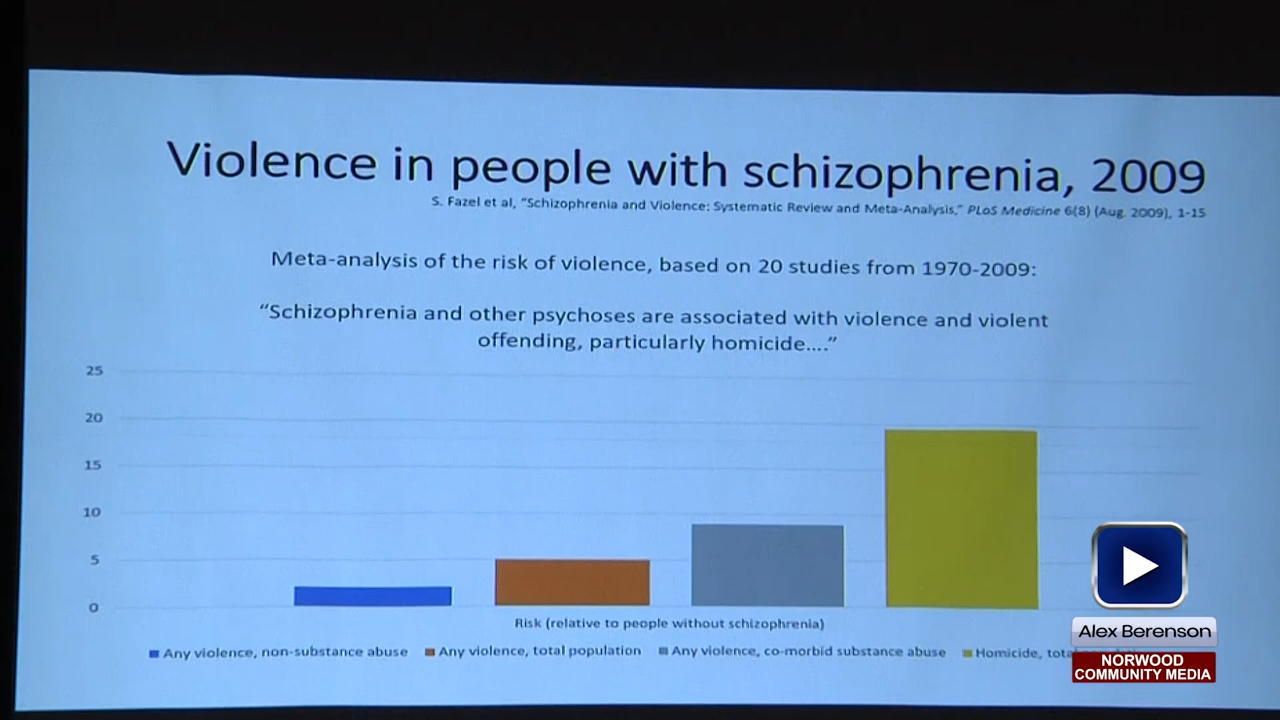 Violence in people with schizophrenia, 2009
S. Fazel et al, “Schizophrenia and Violence: Systematic Review and Meta-Analysis,” PLoS Medicine 6(8) (Aug. 2009), 1-15
Meta-analysis of the risk of violence, based on 20 studies from 1970-2009:
“Schizophrenia and other psychoses are associated with violence and violent
offending, particularly homicide....”
25
20
15
10
5
0
Risk (relative to people without schizophrenia)
Any violence, non-substance abuse Any violence, total population Any violence, co-morbid substance abuse Homicide,
Alex Berenson
NORWOOD
COMMUNITY MEDIA